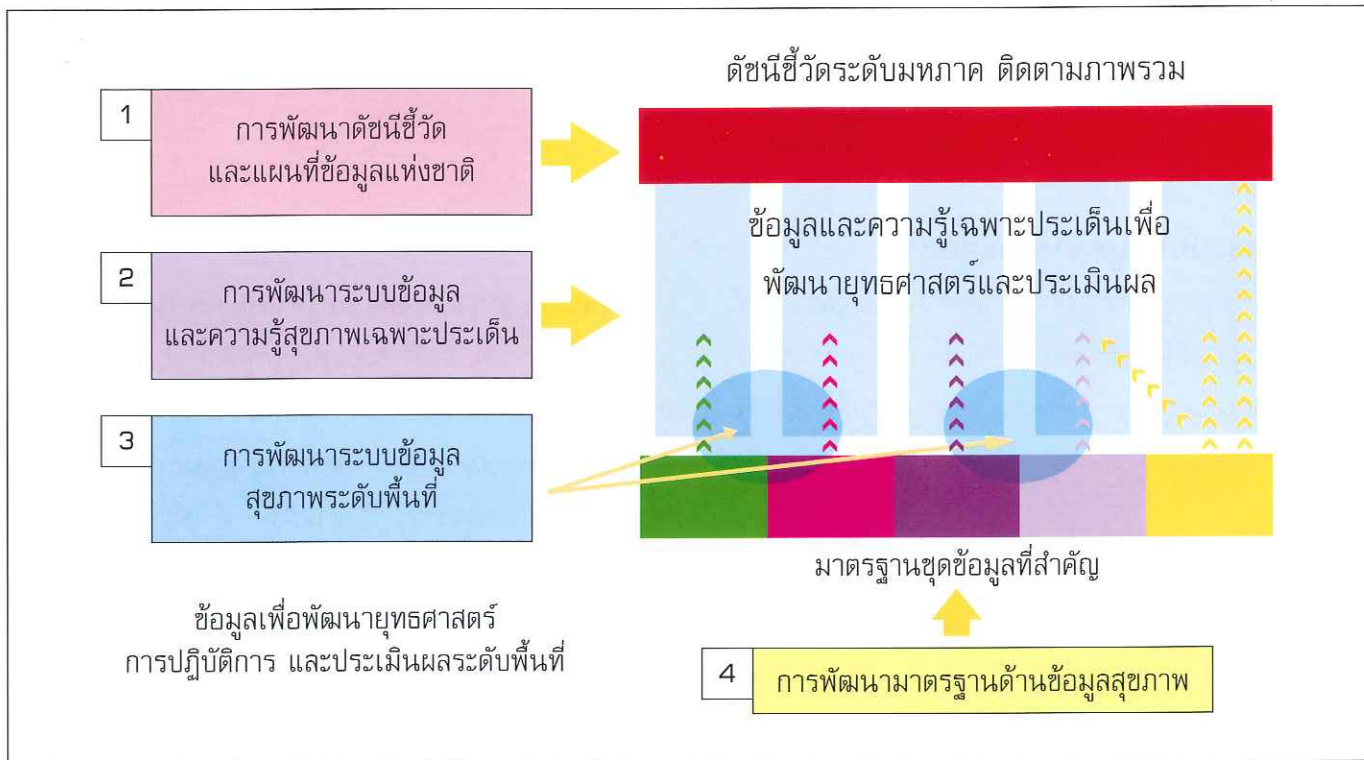 ดัชนีชี้วัดระดับมหภาค ติดตามภาพรวม
1
การพัฒนาดัชนีชี้วัด
และแผนที่ข้อมูลแห่งชาติ
ข้อมูลและความรู้เฉพาะประเด็นเพื่อ
พัฒนายุทธศาสตร์และประเมินผล
2
การพัฒนาระบบข้อมูล
และความรู้สุขภาพเฉพาะประเด็น
3
การพัฒนาระบบข้อมูล
สุขภาพระดับพื้นที่
มาตรฐานชุดข้อมูลที่สำคัญ
ข้อมูลเพื่อพัฒนายุทธศาสตร์
การปฏิบัติการ และประเมินผลระดับพื้นที่
4
การพัฒนามาตรฐานด้านข้อมูลสุขภาพ